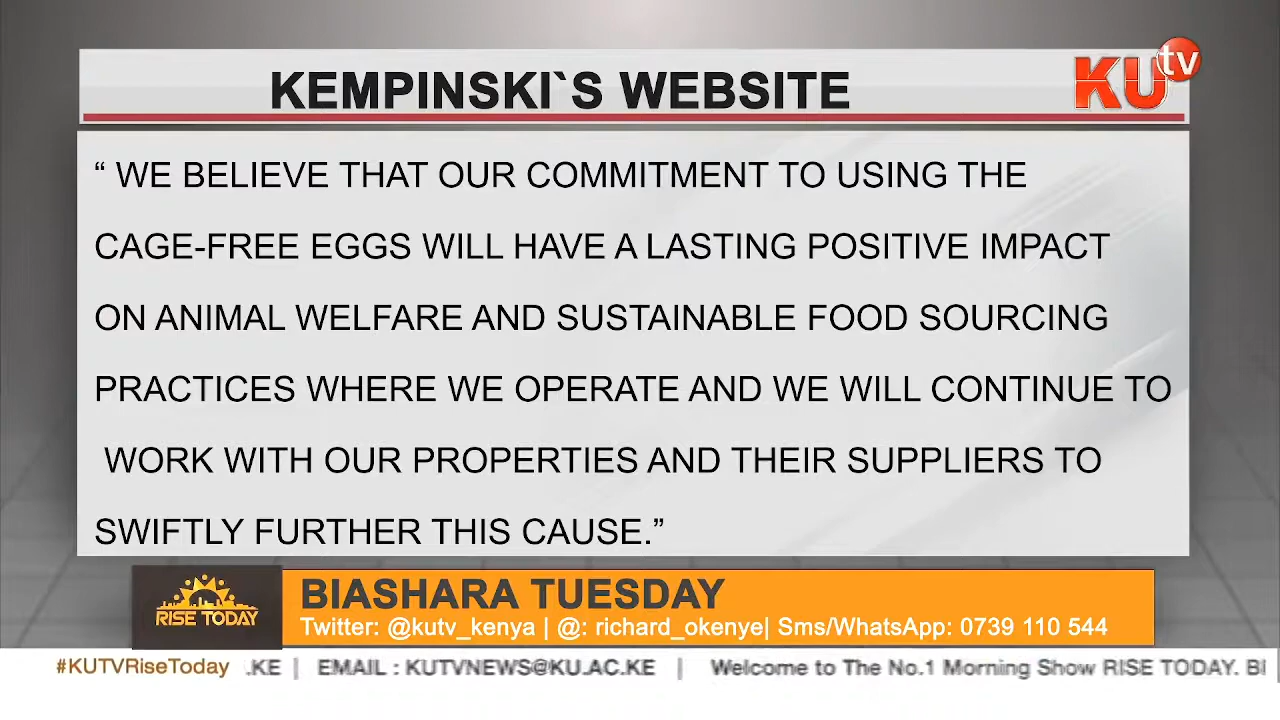 KEMPINSKI`S WEBSITE
KUtv
“ WE BELIEVE THAT OUR COMMITMENT TO USING THE
CAGE-FREE EGGS WILL HAVE A LASTING POSITIVE IMPACT
ON ANIMAL WELFARE AND SUSTAINABLE FOOD SOURCING
PRACTICES WHERE WE OPERATE AND WE WILL CONTINUE TO
WORK WITH OUR PROPERTIES AND THEIR SUPPLIERS TO
SWIFTLY FURTHER THIS CAUSE.”
RISE TODAY
BIASHARA TUESDAY
Twitter: @kutv_kenya | @: richard_okenye| Sms/WhatsApp: 0739 110 544
#KUTVRiseToday .KE | EMAIL : KUTVNEWS@KU.AC.KE | Welcome to The No.1 Morning Show RISE TODAY. BI